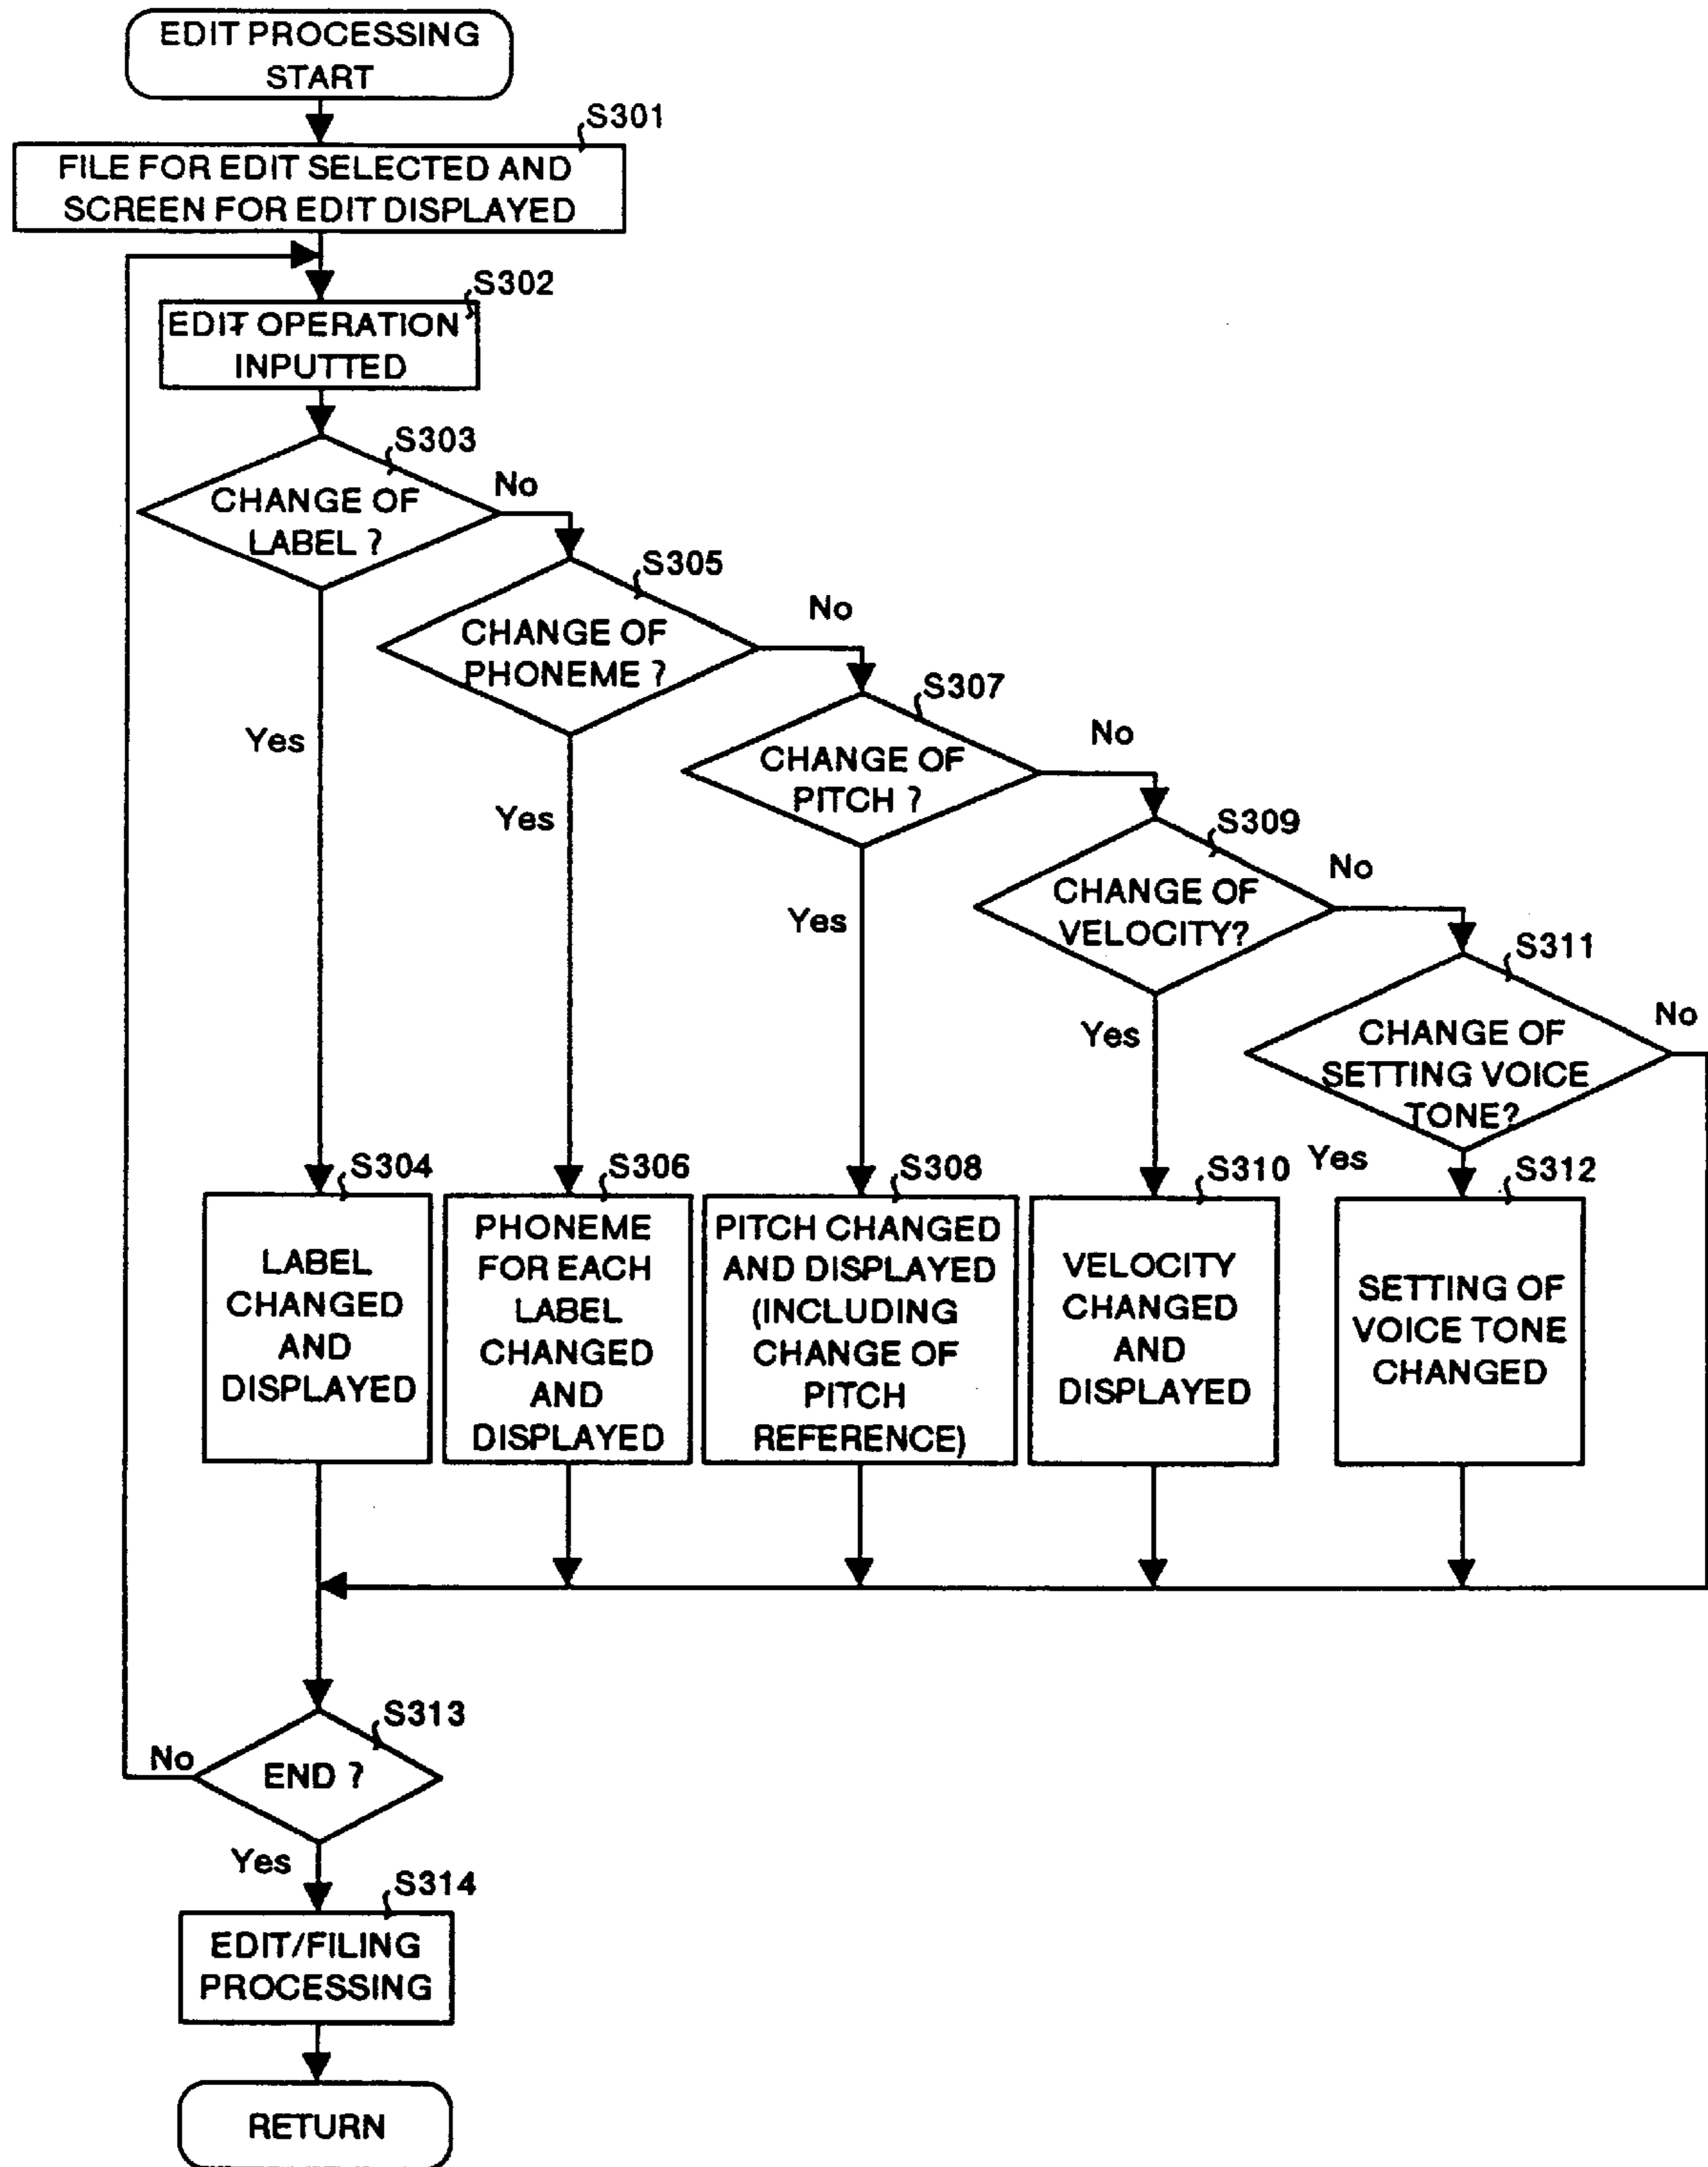 EDIT PROCESSING
START
S301
FILE FOR EDIT SELECTED AND
SCREEN FOR EDIT DISPLAYED
S302
EDIT OPERATION
INPUTTED
S303
CHANGE OF
LABEL ?
No
Yes
S305
CHANGE OF
PHONEME ?
No
Yes
S307
CHANGE OF
PITCH ?
No
Yes
S309
CHANGE OF
VELOCITY?
No
Yes
S311
CHANGE OF
SETTING VOICE
TONE?
No
Yes
S304
LABEL
CHANGED
AND
DISPLAYED
S306
PHONEME
FOR EACH
LABEL
CHANGED
AND
DISPLAYED
S308
PITCH CHANGED
AND DISPLAYED
(INCLUDING
CHANGE OF
PITCH
REFERENCE)
S310
VELOCITY
CHANGED
AND
DISPLAYED
S312
SETTING OF
VOICE TONE
CHANGED
S313
END ?
No
Yes
S314
EDIT/FILING
PROCESSING
RETURN